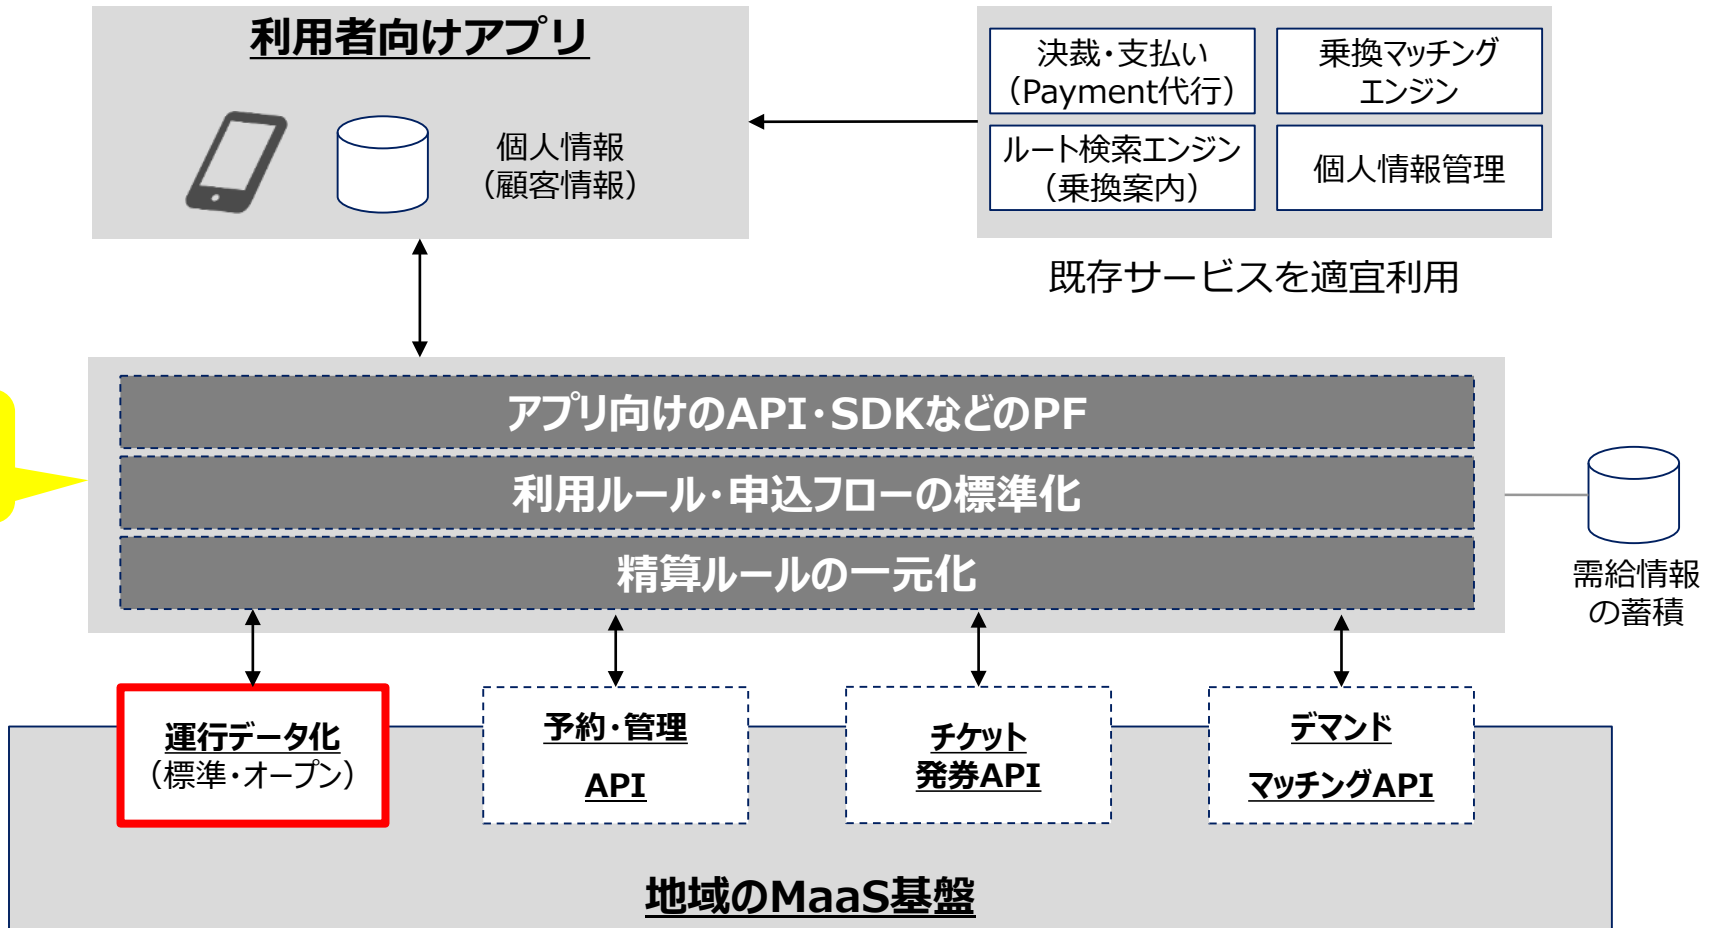 利用者向けアプリ
個人情報
（顧客情報）
決裁・支払い
（Payment代行）
乗換マッチング
エンジン
ルート検索エンジン
（乗換案内）
個人情報管理
既存サービスを適宜利用
アプリ向けのAPI・SDKなどのPF
利用ルール・申込フローの標準化
精算ルールの一元化
需給情報
の蓄積
運行データ化
（標準・オープン）
予約・管理
API
チケット
発券API
デマンド
マッチングAPI
地域のMaaS基盤